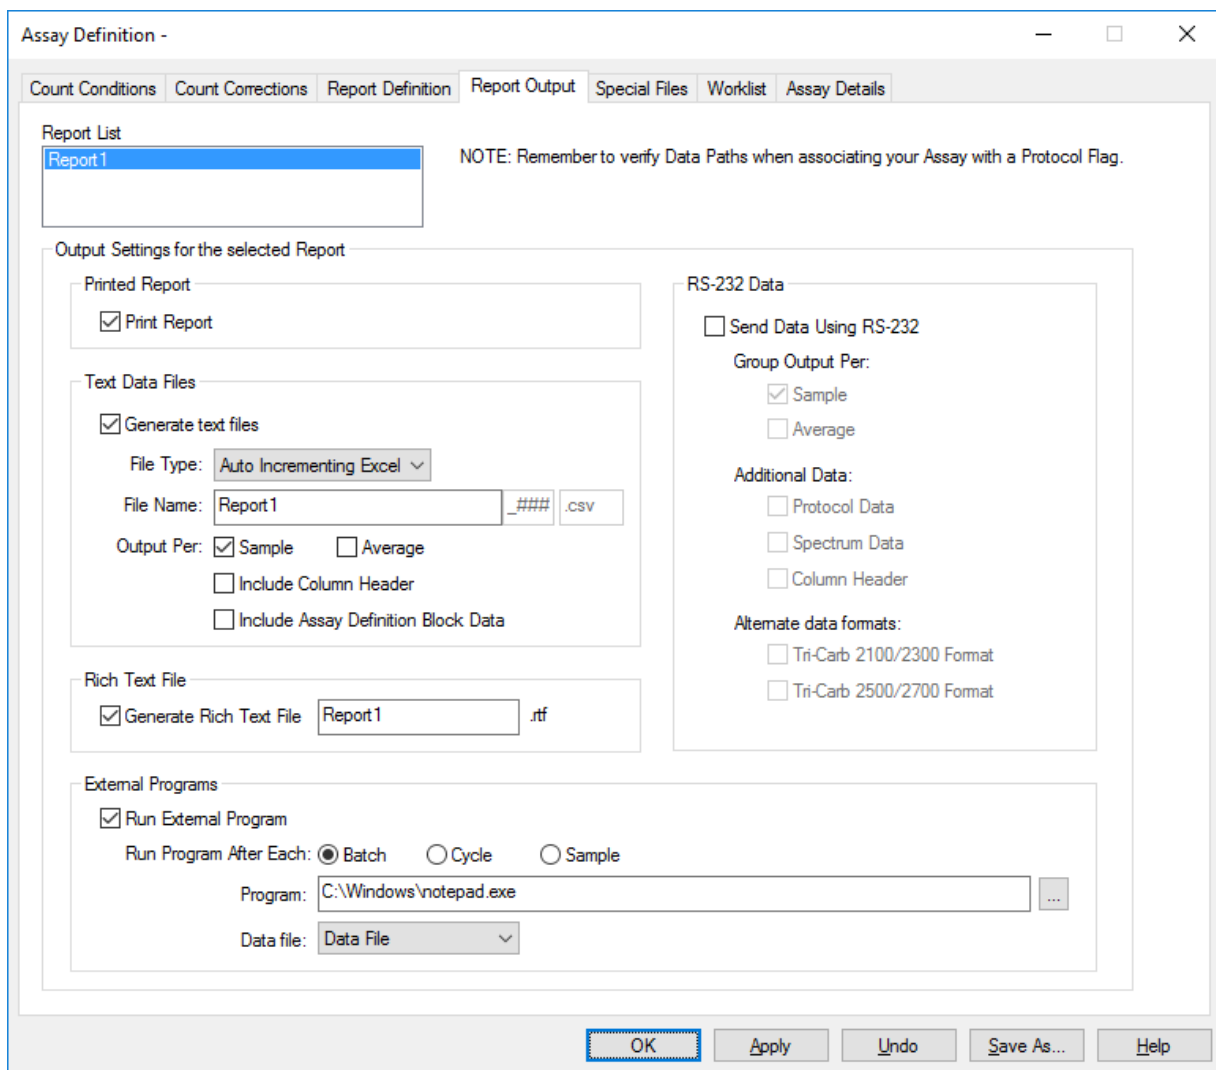 Assay Definition -
Count Conditions Count Corrections Report Definition Report Output Special Files Worklist Assay Details
Report List
Report1
NOTE: Remember to verify Data Paths when associating your Assay with a Protocol Flag.
Output Settings for the selected Report
Printed Report
Print Report
Text Data Files
Generate text files
File Type: Auto Incrementing Excel
File Name: Report1 _### .csv
Output Per: Sample Average
Include Column Header
Include Assay Definition Block Data
Rich Text File
Generate Rich Text File Report1 .rtf
RS-232 Data
Send Data Using RS-232
Group Output Per:
Sample
Average
Additional Data:
Protocol Data
Spectrum Data
Column Header
Alternate data formats:
Tri-Carb 2100/2300 Format
Tri-Carb 2500/2700 Format
External Programs
Run External Program
Run Program After Each: Batch Cycle Sample
Program: C:\Windows\notepad.exe ...
Data file: Data File
OK Apply Undo Save As... Help